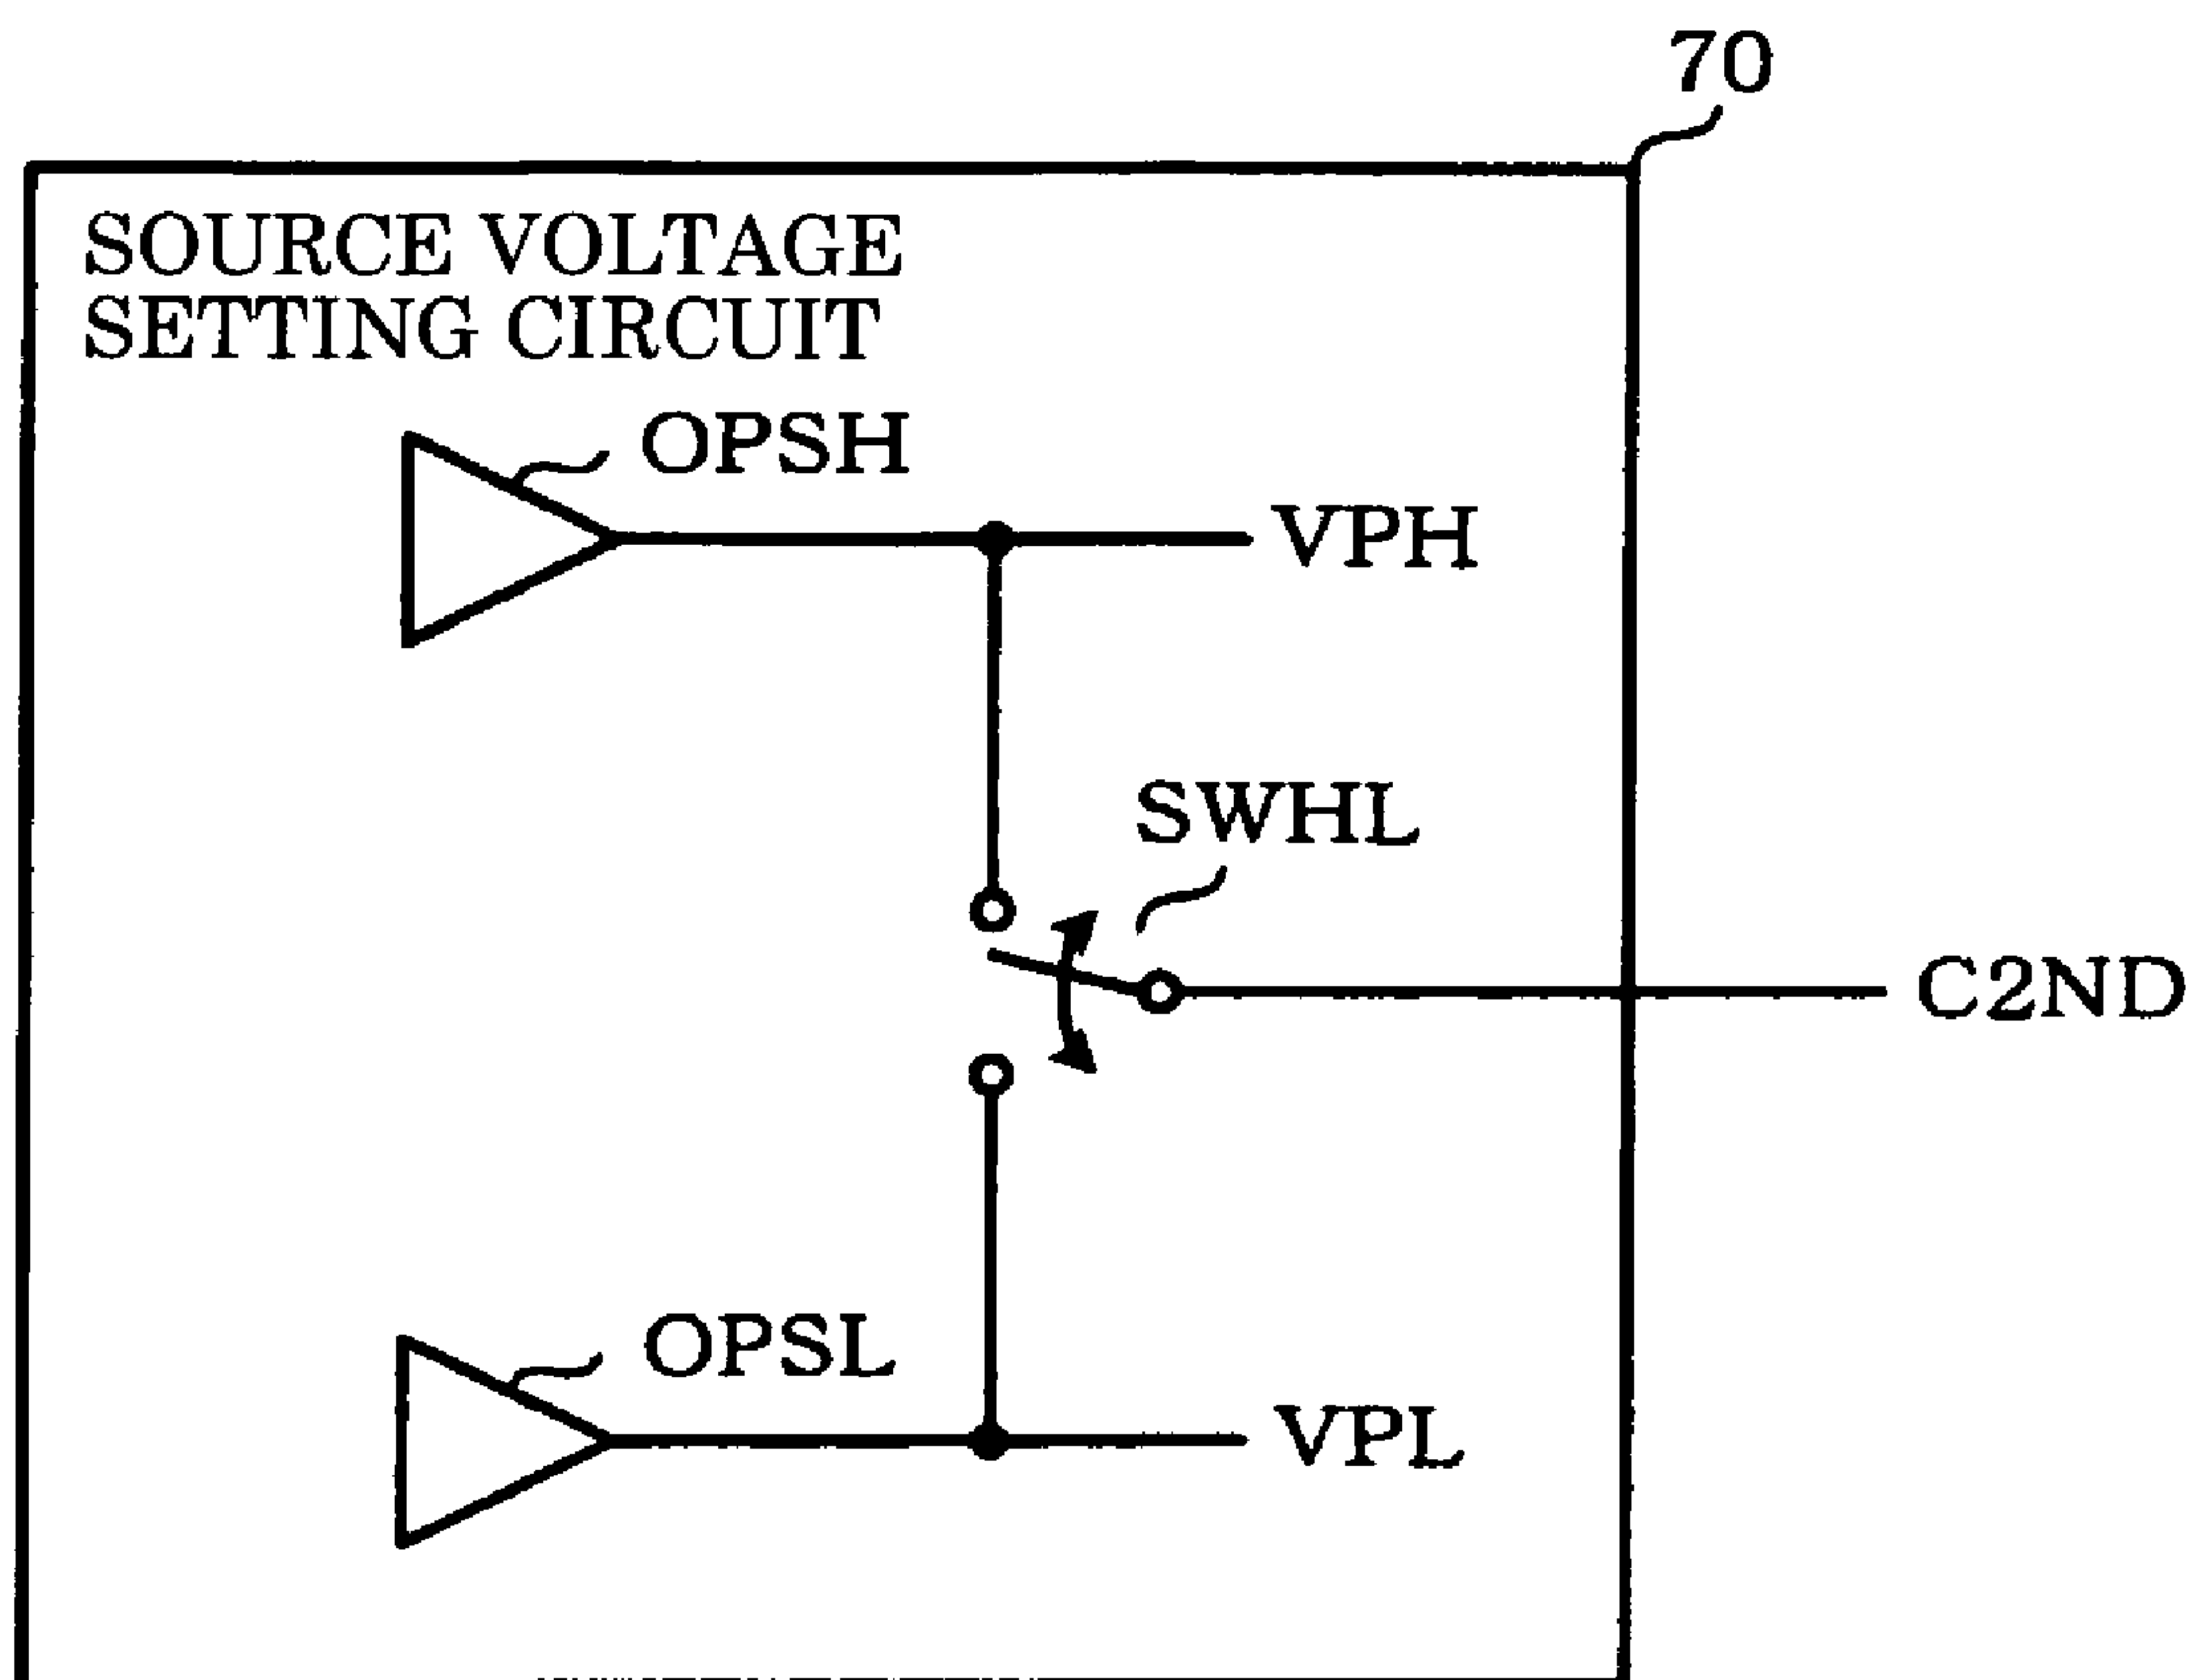 70
SOURCE VOLTAGE
SETTING CIRCUIT
OPSH
VPH
SWHL
C2ND
OPSL
VPL